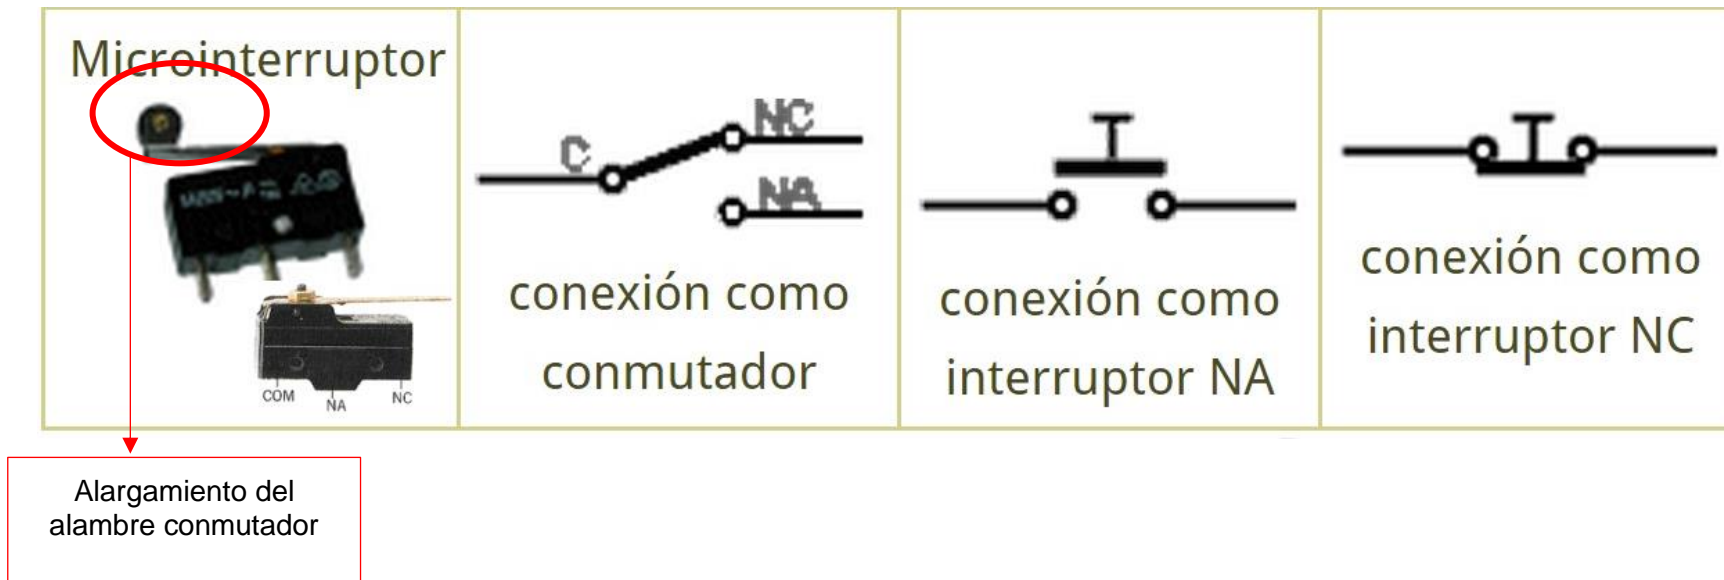 Microinterruptor
COM
NA
NC
C
NC
NA
conexión como
conmutador
conexión como
interruptor NA
conexión como
interruptor NC
Alargamiento del
alambre conmutador